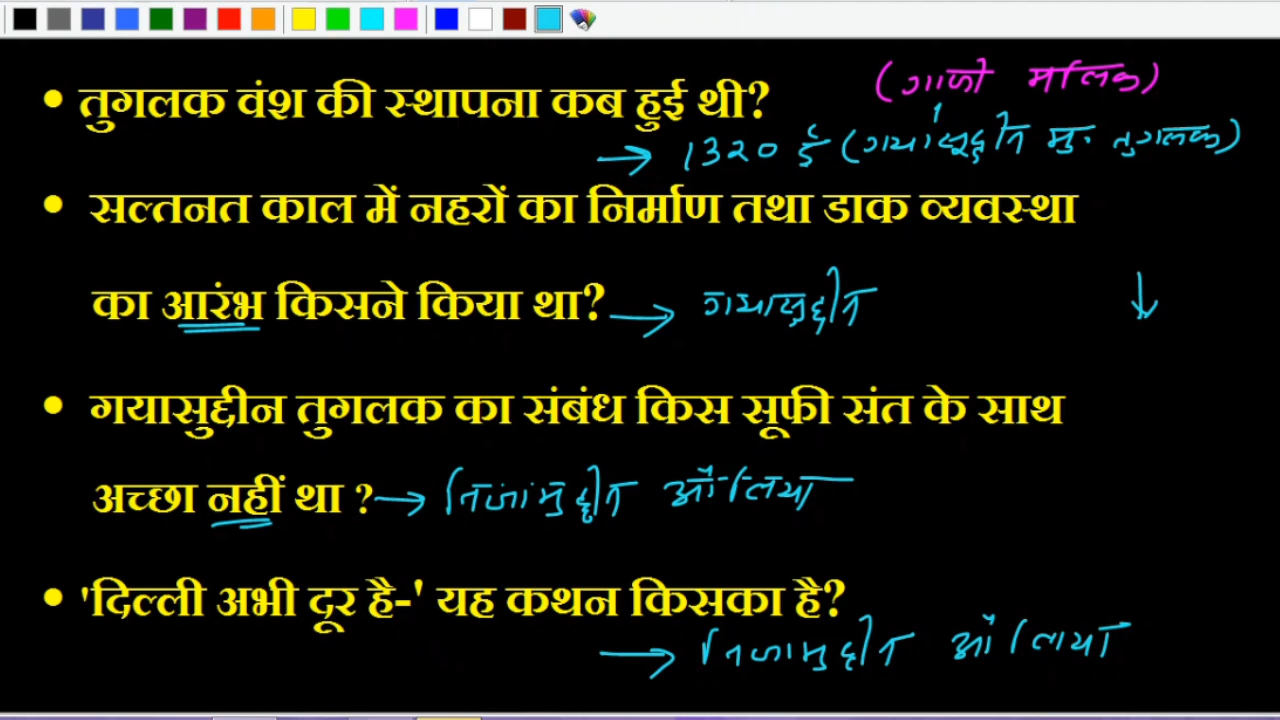 • तुगलक वंश की स्थापना कब हुई थी?
(गाजी मलिक)
→ 1320 ई (गयासुद्दीन मु. तुगलक)
• सल्तनत काल में नहरों का निर्माण तथा डाक व्यवस्था
का आरंभ किसने किया था? → गयासुद्दीन
• गयासुद्दीन तुगलक का संबंध किस सूफी संत के साथ
अच्छा नहीं था ? → निजामुद्दीन औलिया
• 'दिल्ली अभी दूर है-' यह कथन किसका है?
→ निजामुद्दीन औलिया